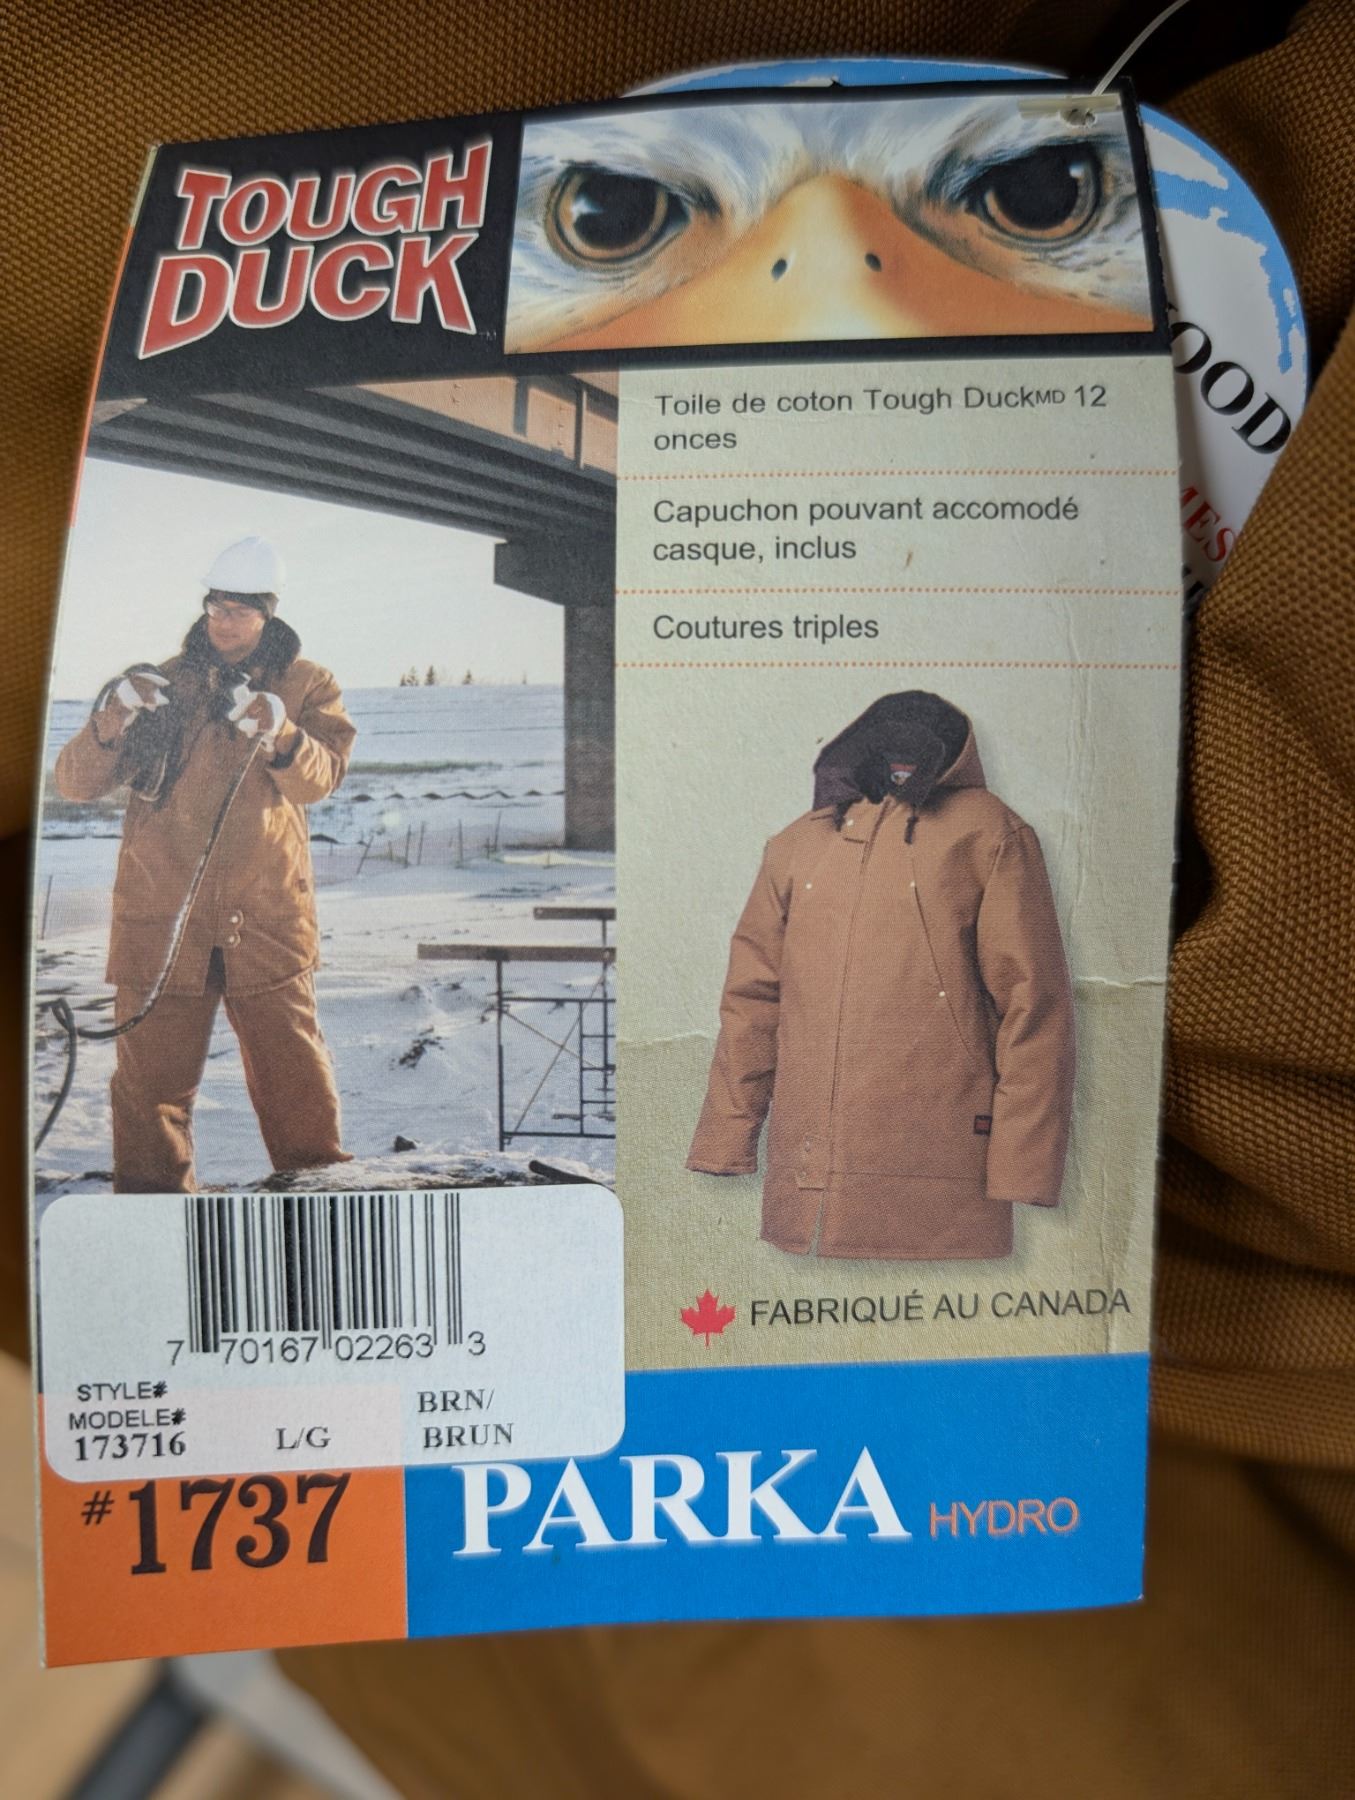 TOUGH
DUCK
Toile de coton Tough DuckMD 12
onces
Capuchon pouvant accomodé
casque, inclus
Coutures triples
FABRIQUÉ AU CANADA
7 70167 02263 3
STYLE#
MODELE#
173716
L/G
BRN/
BRUN
#1737
PARKA HYDRO